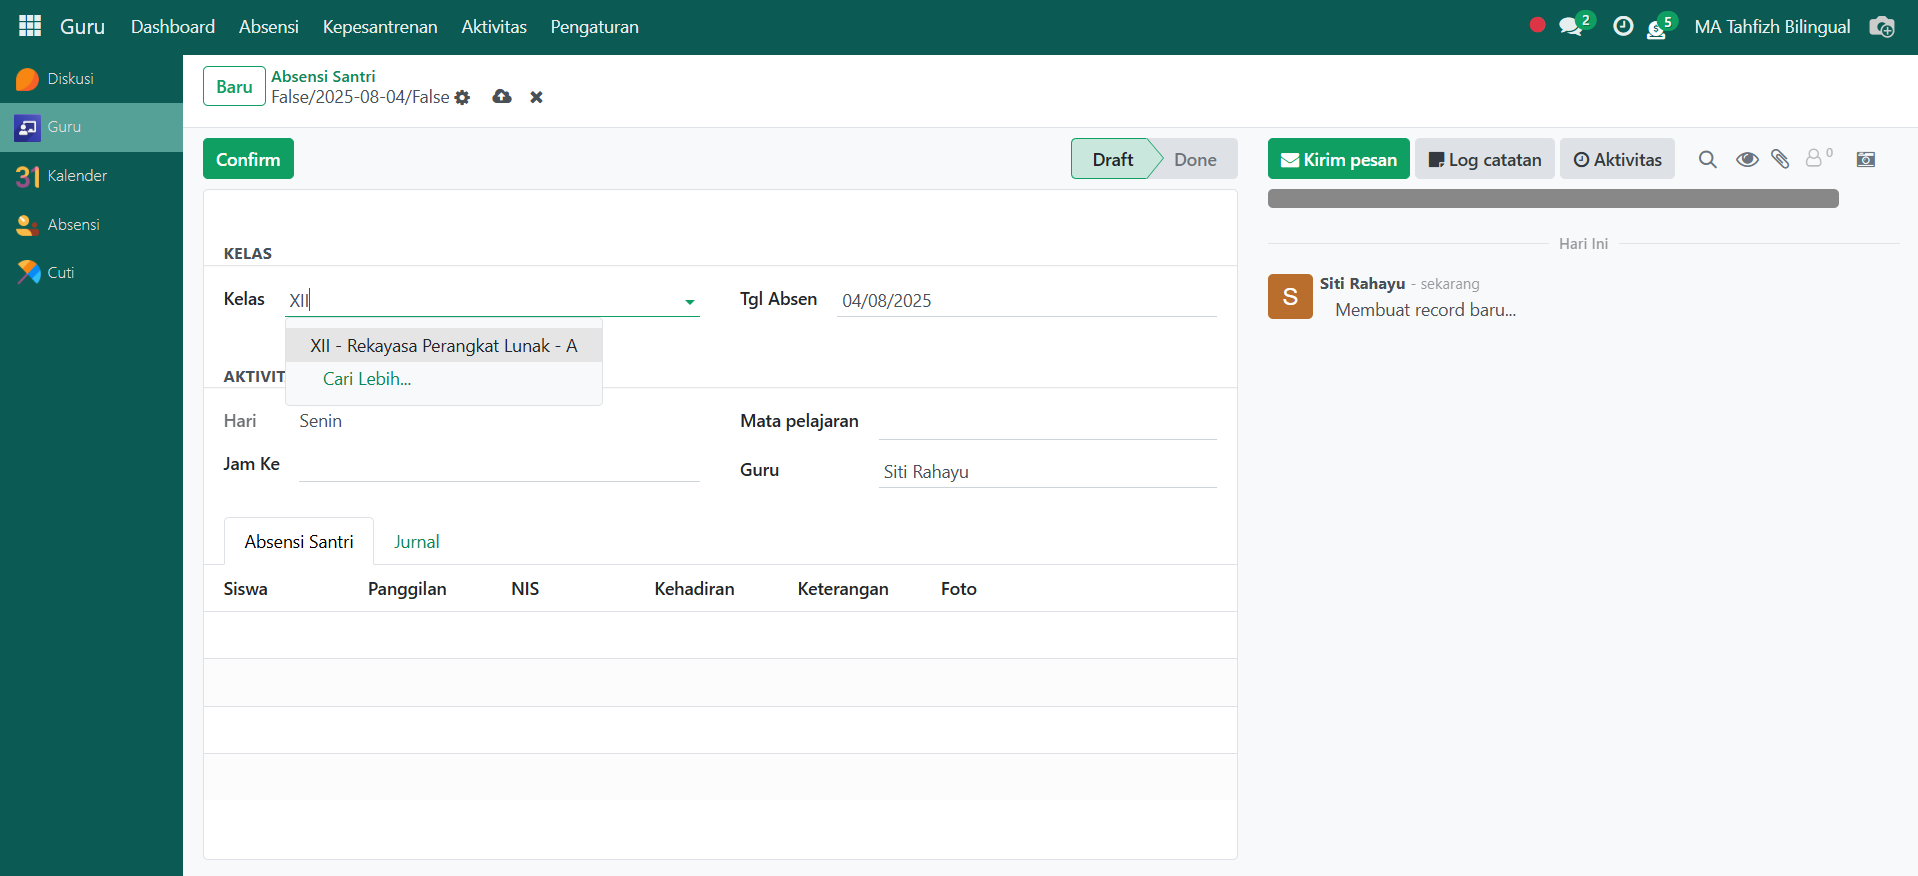 Guru Dashboard Absensi Kepesantrenan Aktivitas Pengaturan 2 5 MA Tahfizh Bilingual
Diskusi
Guru
31 Kalender
Absensi
Cuti
Baru
Absensi Santri
False/2025-08-04/False
Confirm
Draft Done
KELAS
Kelas XII
Tgl Absen 04/08/2025
XII - Rekayasa Perangkat Lunak - A
Cari Lebih...
AKTIVIT
Hari Senin
Mata pelajaran
Jam Ke
Guru Siti Rahayu
Absensi Santri Jurnal
Siswa Panggilan NIS Kehadiran Keterangan Foto
Kirim pesan Log catatan Aktivitas 0
Hari Ini
S
Siti Rahayu - sekarang
Membuat record baru...